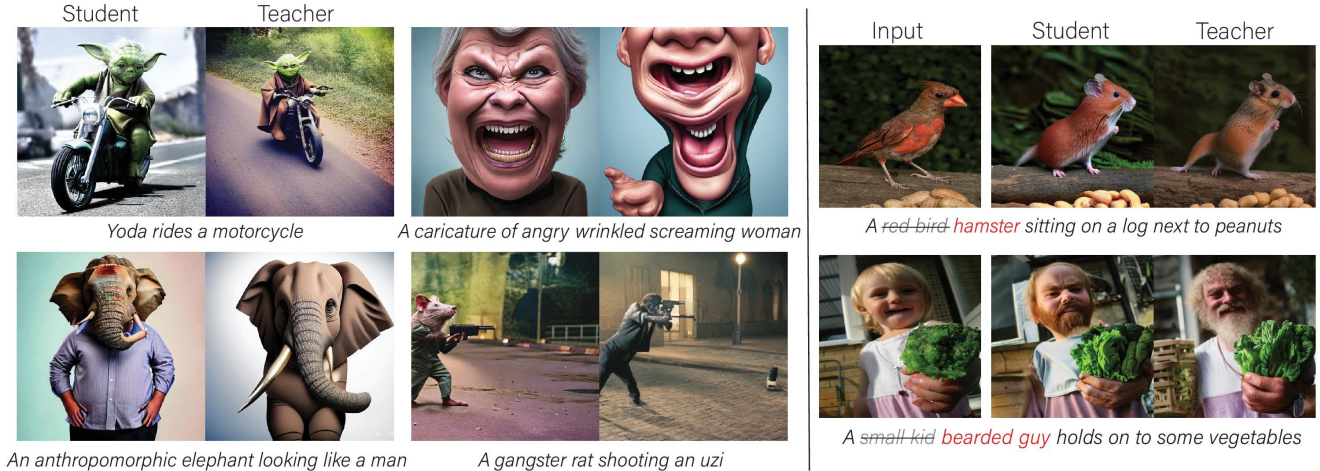 Student Teacher
Yoda rides a motorcycle
A caricature of angry wrinkled screaming woman
An anthropomorphic elephant looking like a man
A gangster rat shooting an uzi
Input Student Teacher
A red bird hamster sitting on a log next to peanuts
A small kid bearded guy holds on to some vegetables